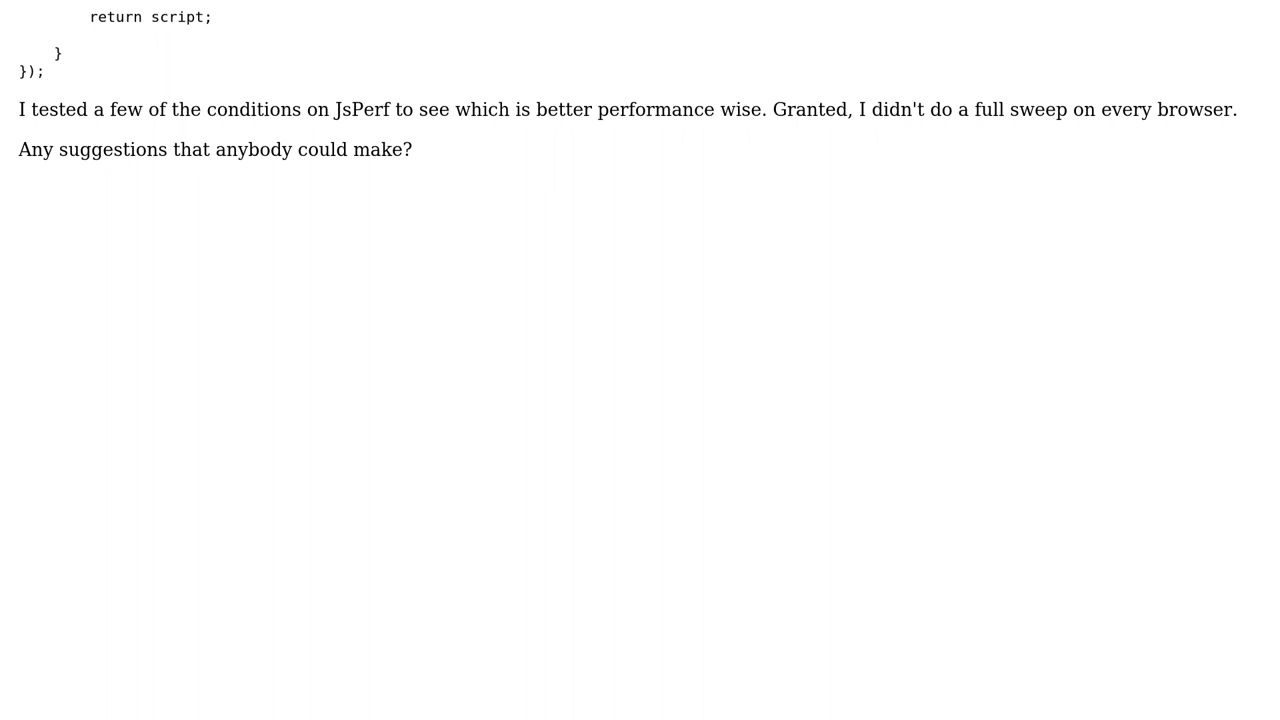 return script;
}
});
I tested a few of the conditions on JsPerf to see which is better performance wise. Granted, I didn't do a full sweep on every browser.
Any suggestions that anybody could make?